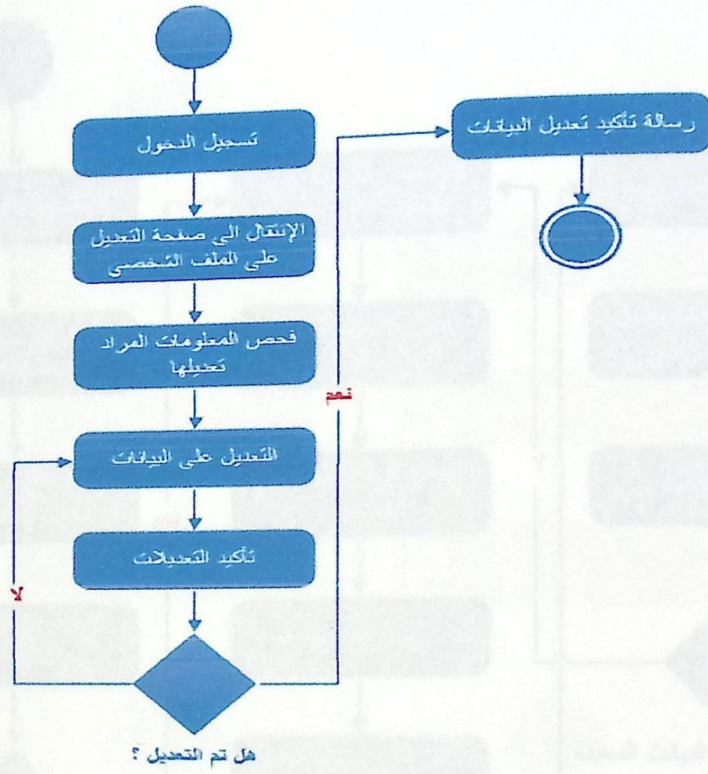 تسجيل الدخول
الإنتقال الى صفحة التعديل
على الملف الشخصي
فحص المعلومات المراد
تعديلها
التعديل على البيانات
تأكيد التعديلات
لا
هل تم التعديل ؟
نعم
رسالة تأكيد تعديل البيانات